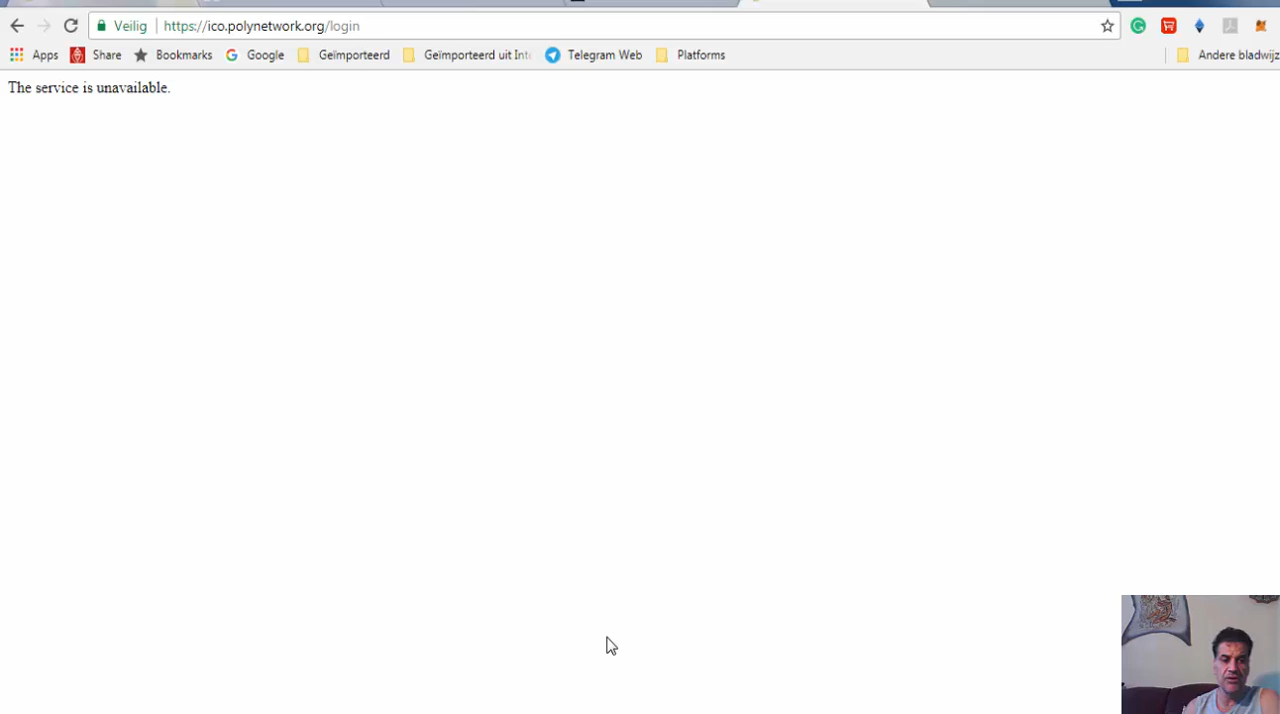 Veilig https://ico.polynetwork.org/login
Apps Share Bookmarks Google Geïmporteerd Geïmporteerd uit Int Telegram Web Platforms Andere bladwijz
The service is unavailable.